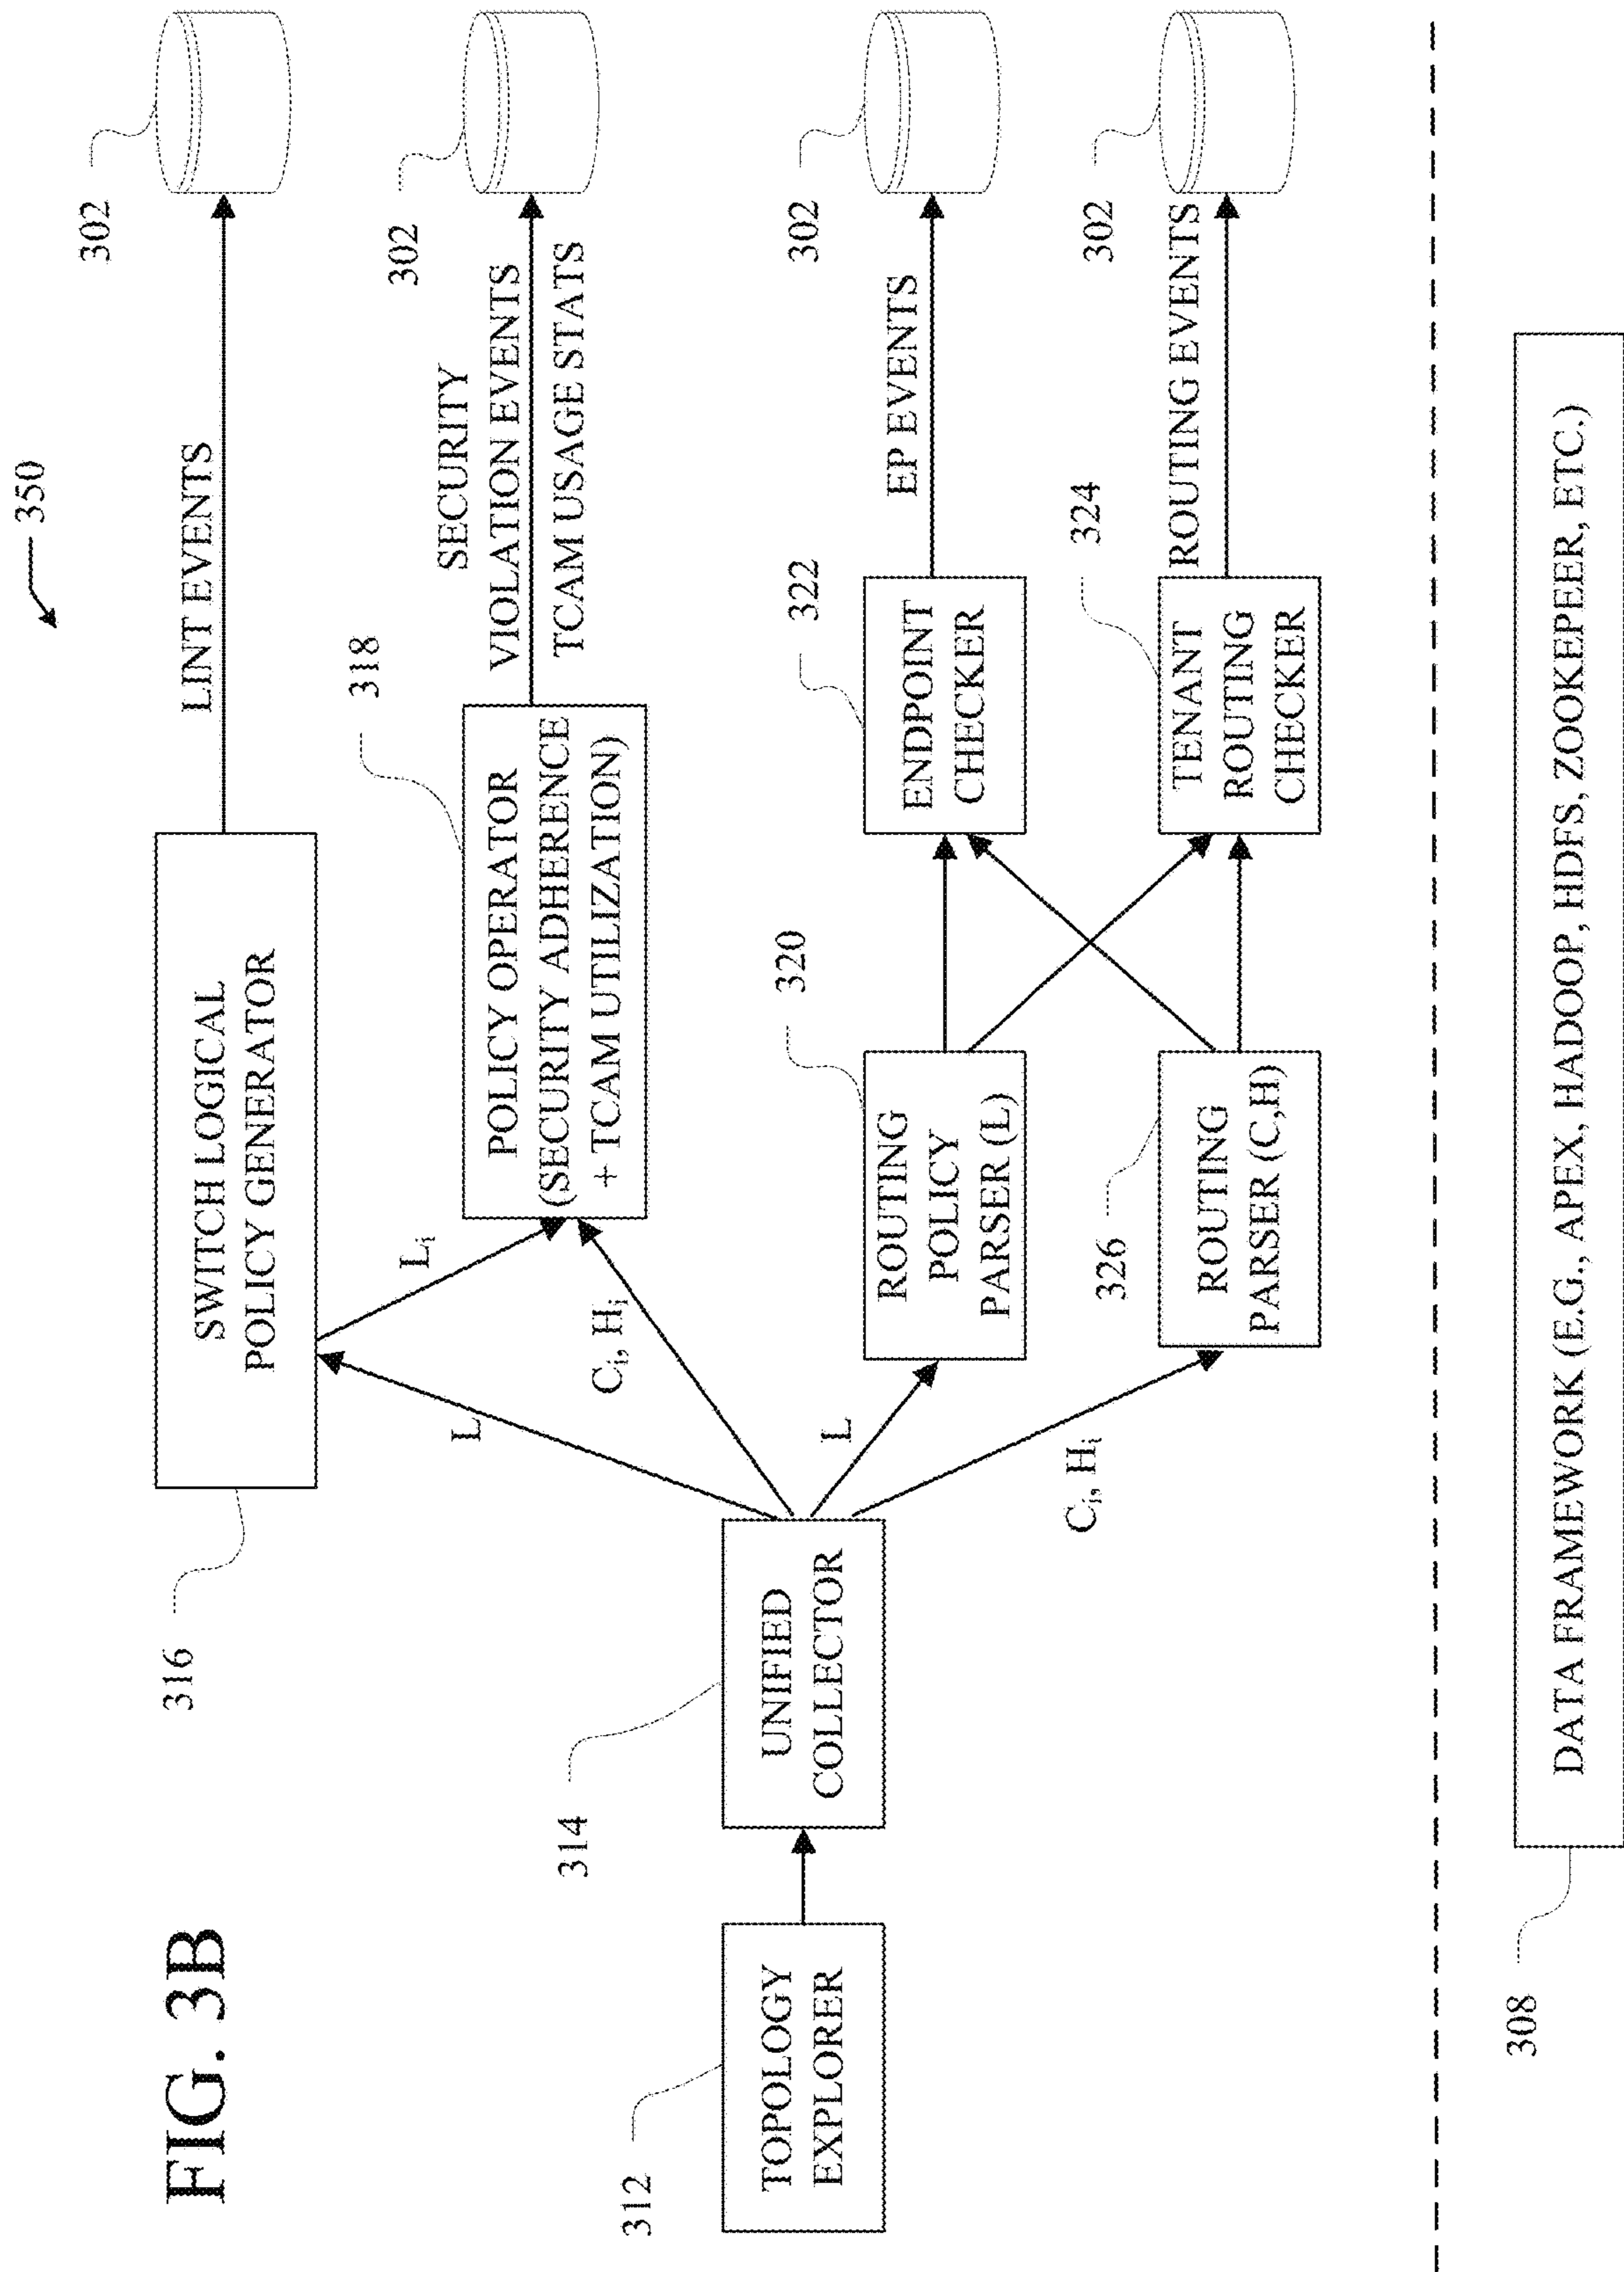 FIG. 3B
350
SWITCH LOGICAL
POLICY GENERATOR
316
LINT EVENTS
302
L
Li
Ci, Hi
POLICY OPERATOR
(SECURITY ADHERENCE
+ TCAM UTILIZATION)
318
SECURITY
VIOLATION EVENTS
TCAM USAGE STATS
302
TOPOLOGY
EXPLORER
312
UNIFIED
COLLECTOR
314
L
Ci, Hi
ROUTING
POLICY
PARSER (L)
320
ENDPOINT
CHECKER
322
EP EVENTS
302
ROUTING
PARSER (C,H)
326
TENANT
ROUTING
CHECKER
324
ROUTING EVENTS
302
DATA FRAMEWORK (E.G., APEX, HADOOP, HDFS, ZOOKEPEER, ETC.)
308